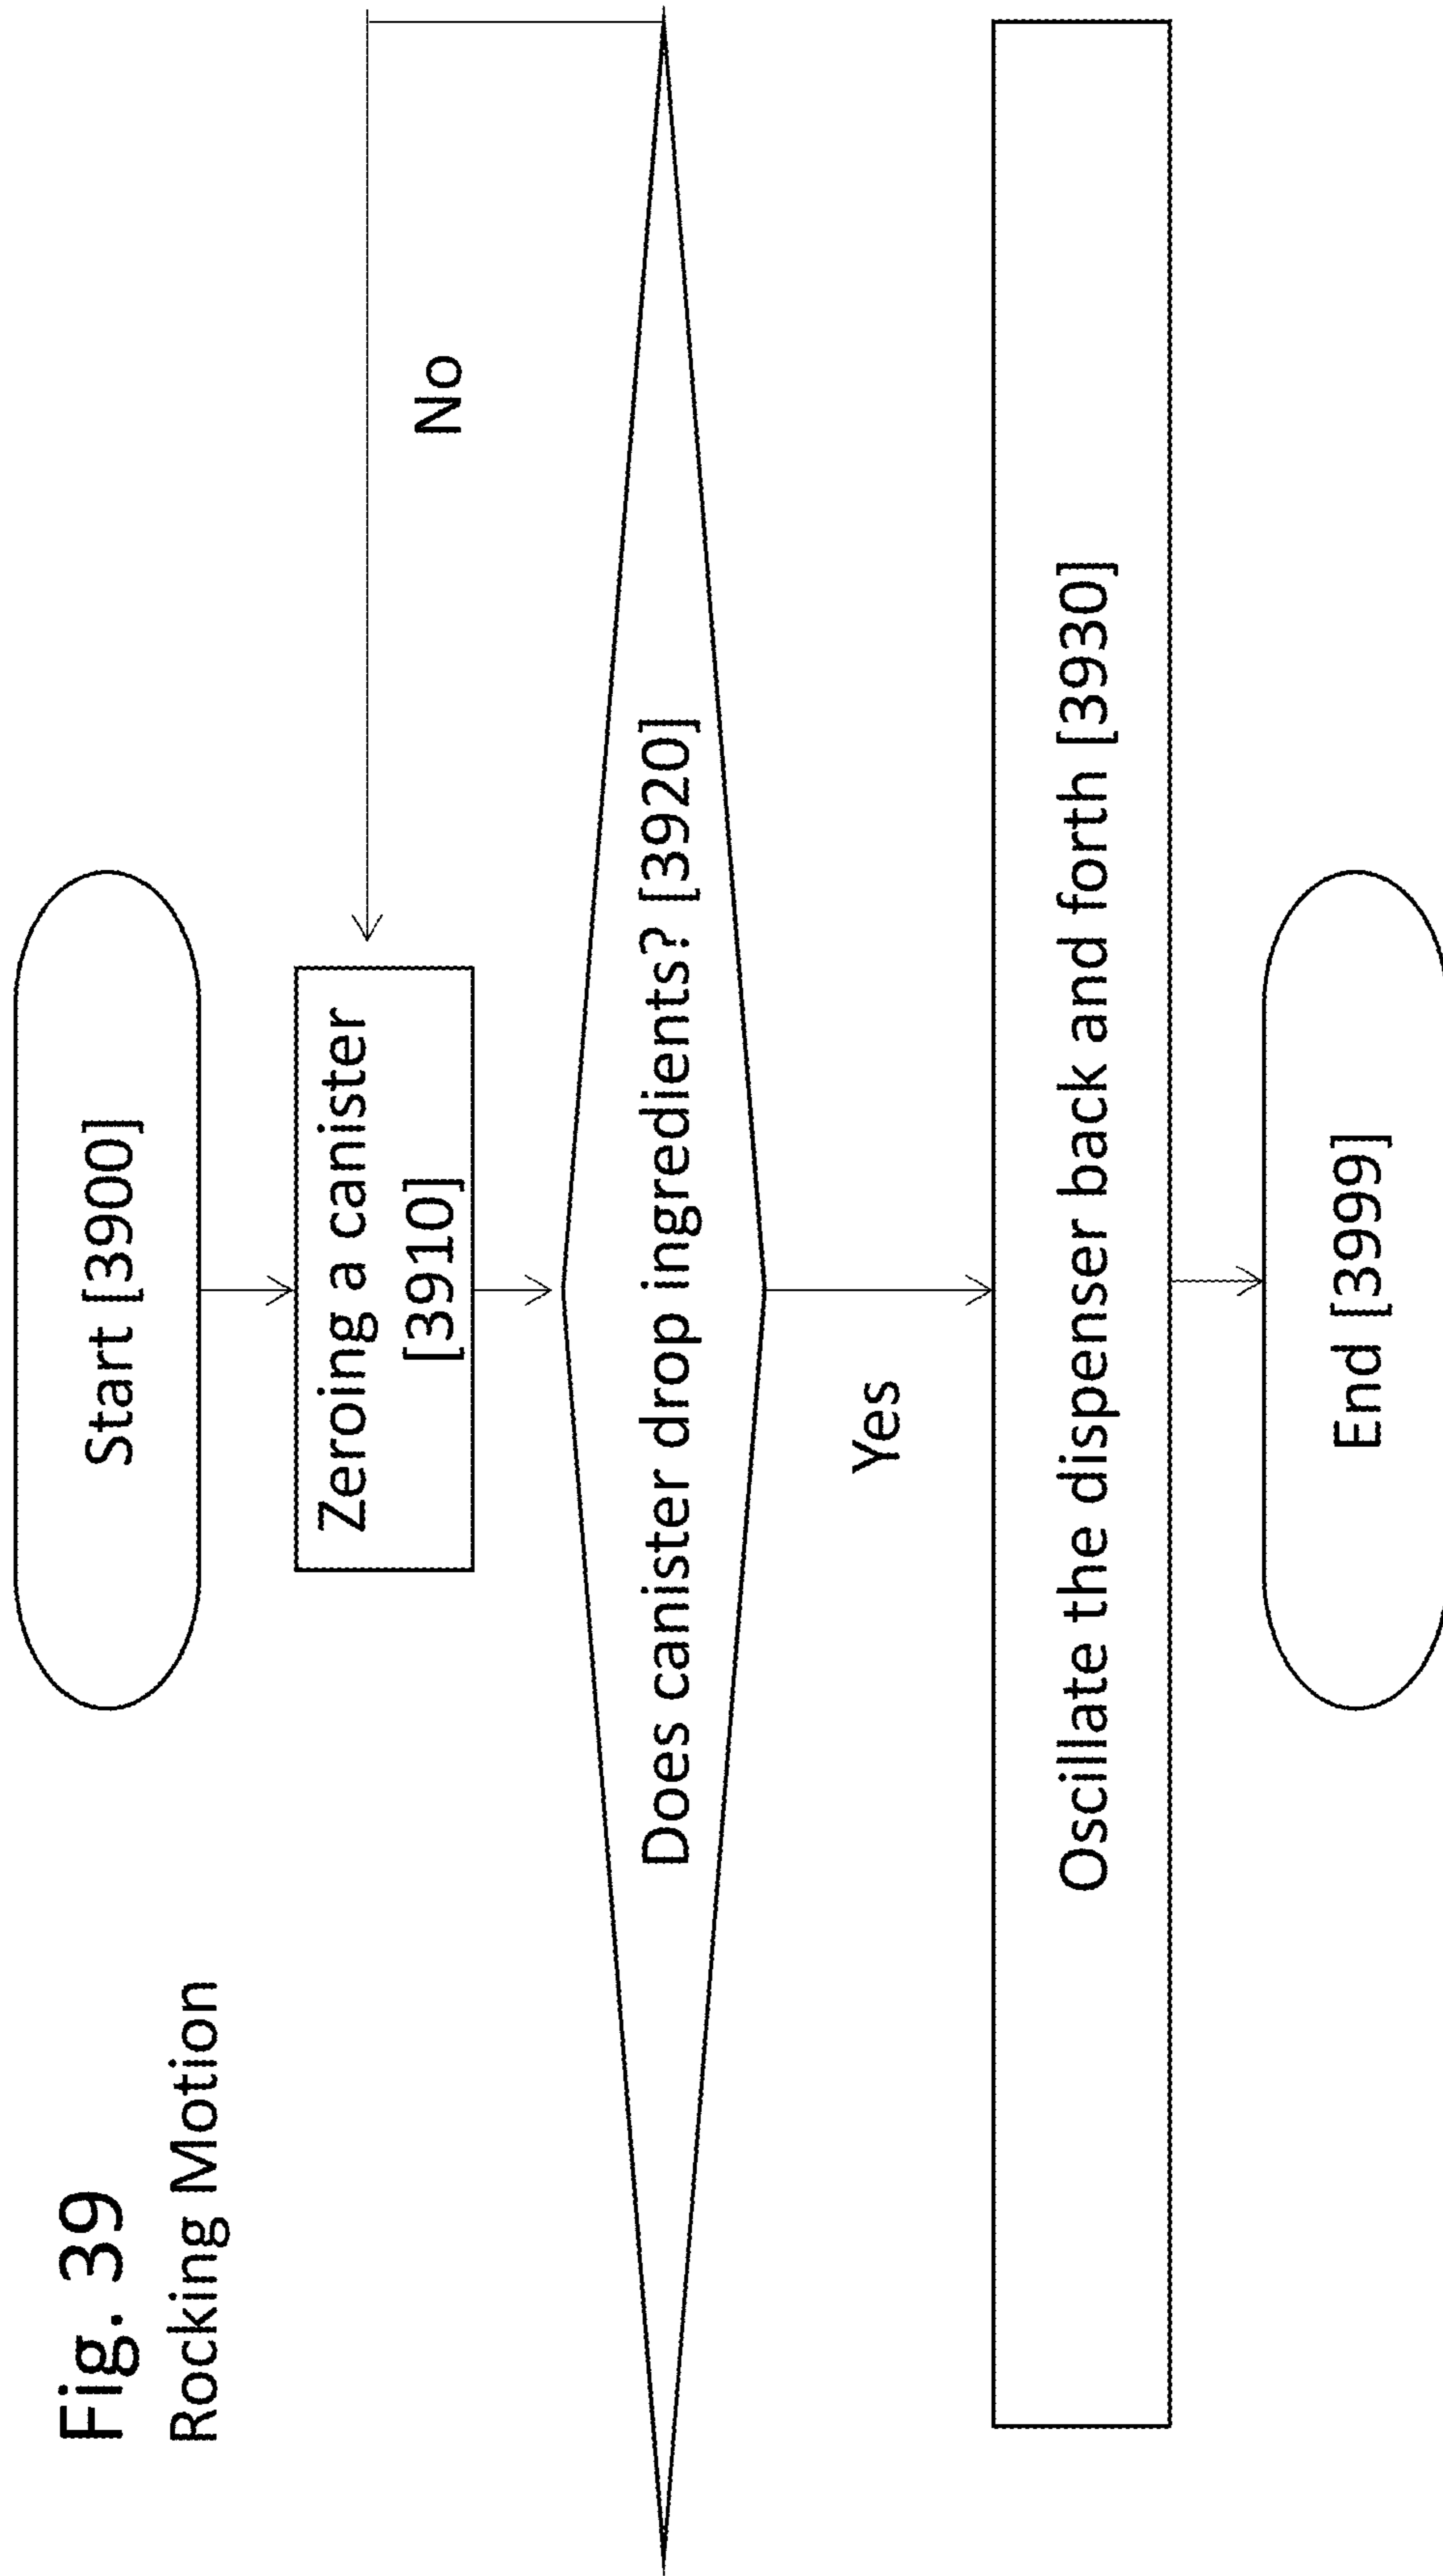 Fig. 39
Rocking Motion
Start [3900]
Zeroing a canister
[3910]
No
Does canister drop ingredients? [3920]
Yes
Oscillate the dispenser back and forth [3930]
End [3999]